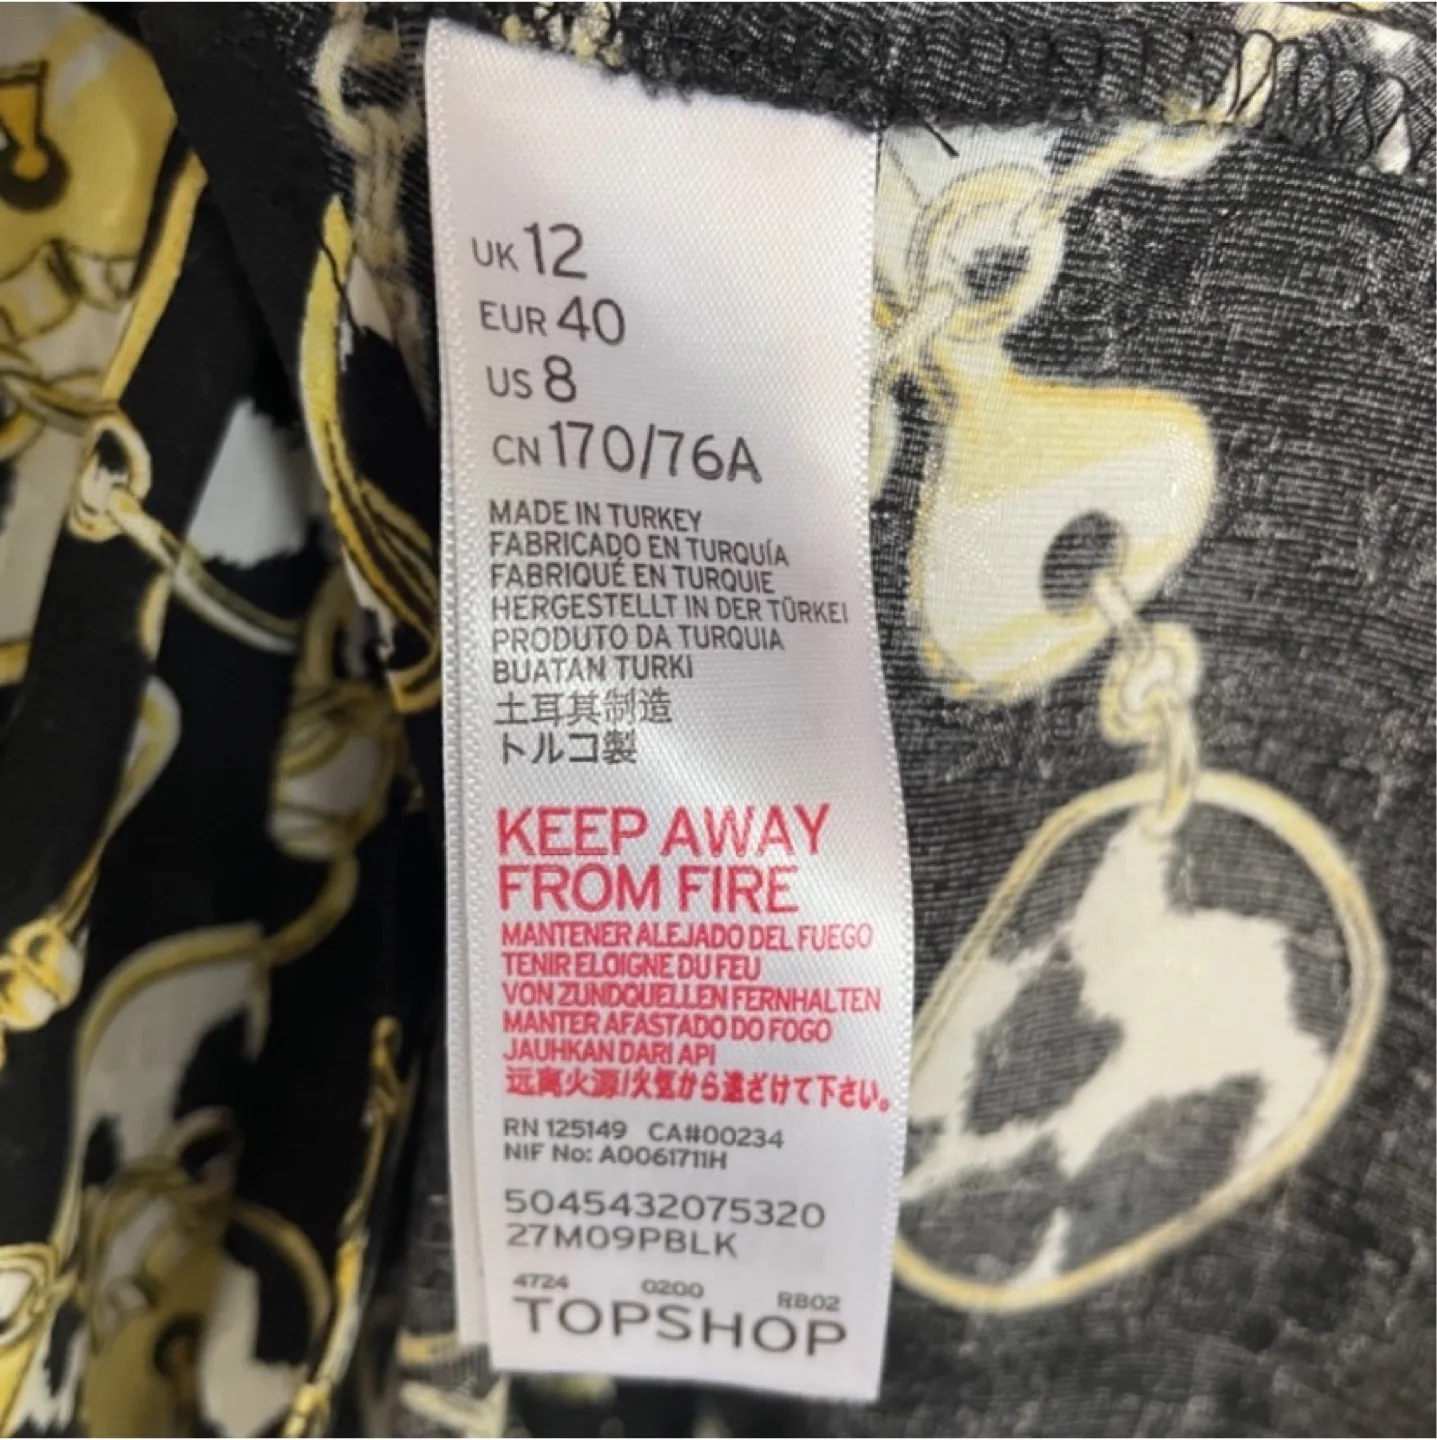 UK 12
EUR 40
US 8
CN 170/76A
MADE IN TURKEY
FABRICADO EN TURQUÍA
FABRIQUÉ EN TURQUIE
HERGESTELLT IN DER TÜRKEI
PRODUTO DA TURQUIA
BUATAN TURKI
土耳其制造
トルコ製
KEEP AWAY
FROM FIRE
MANTENER ALEJADO DEL FUEGO
TENIR ELOIGNE DU FEU
VON ZUNDQUELLEN FERNHALTEN
MANTER AFASTADO DO FOGO
JAUHKAN DARI API
远离火源/火気から遠ざけて下さい。
RN 125149 CA#00234
NIF No: A0061711H
5045432075320
27M09PBLK
4724 0200 RB02
TOPSHOP